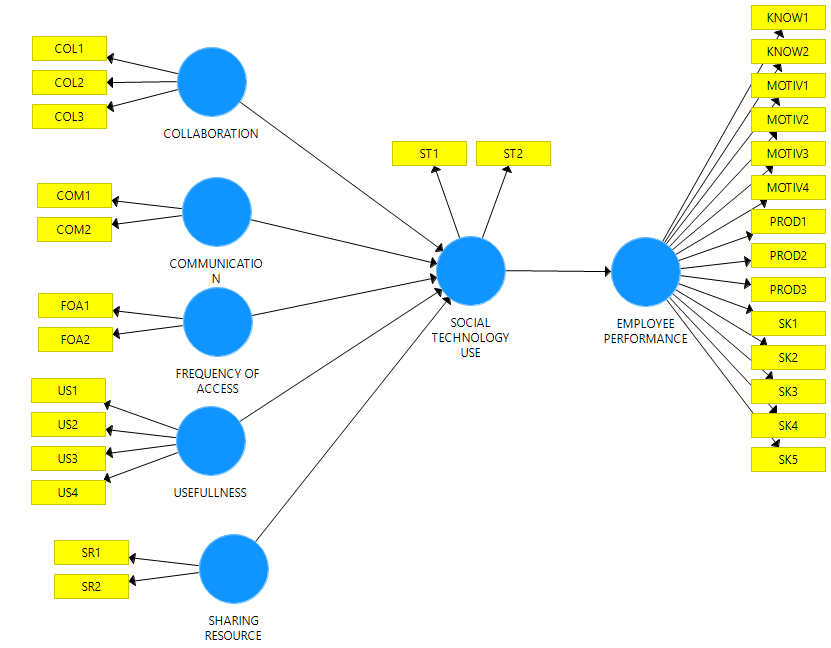 COL1
COL2
COL3
COLLABORATION
COM1
COM2
COMMUNICATIO
N
FOA1
FOA2
FREQUENCY OF
ACCESS
US1
US2
US3
US4
USEFULLNESS
SR1
SR2
SHARING
RESOURCE
ST1
ST2
SOCIAL
TECHNOLOGY
USE
EMPLOYEE
PERFORMANCE
KNOW1
KNOW2
MOTIV1
MOTIV2
MOTIV3
MOTIV4
PROD1
PROD2
PROD3
SK1
SK2
SK3
SK4
SK5